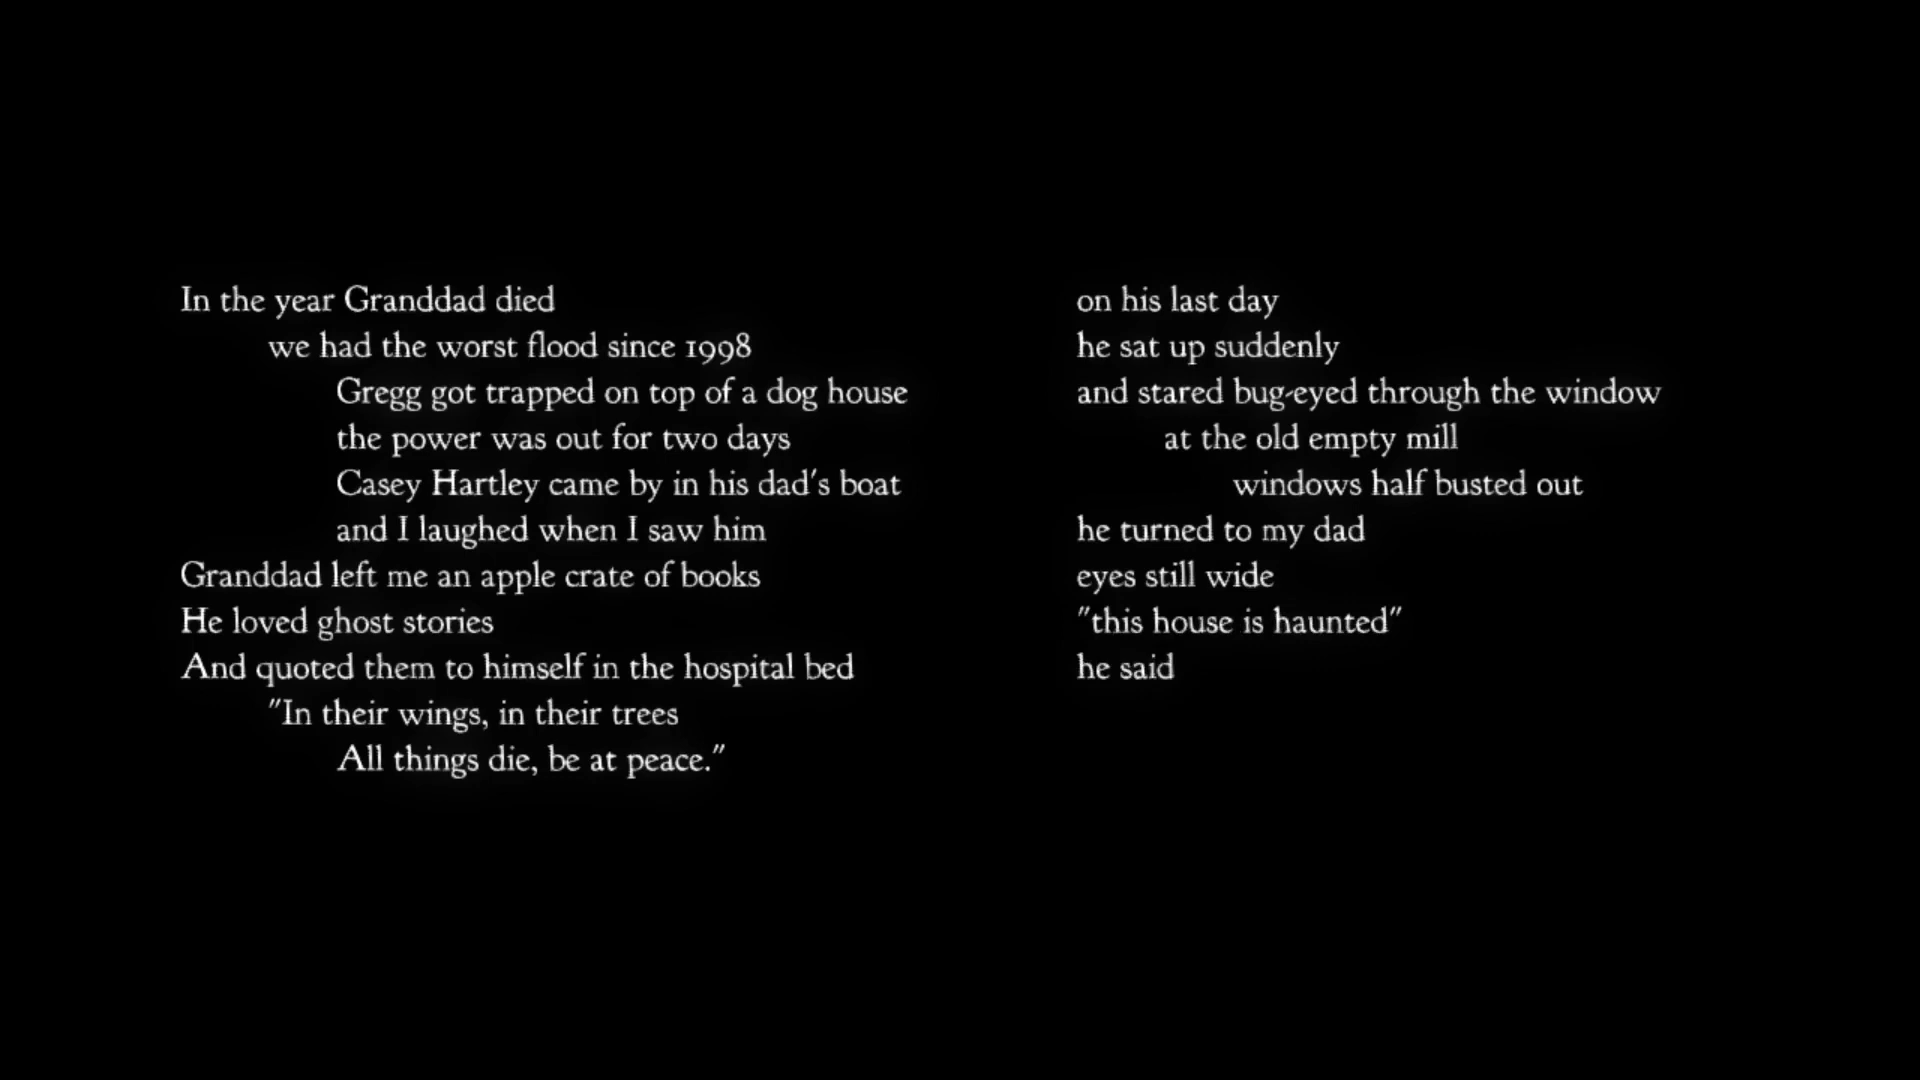 In the year Granddad died
we had the worst flood since 1998
Gregg got trapped on top of a dog house
the power was out for two days
Casey Hartley came by in his dad's boat
and I laughed when I saw him
Granddad left me an apple crate of books
He loved ghost stories
And quoted them to himself in the hospital bed
"In their wings, in their trees
All things die, be at peace."
on his last day
he sat up suddenly
and stared bug-eyed through the window
at the old empty mill
windows half busted out
he turned to my dad
eyes still wide
"this house is haunted"
he said